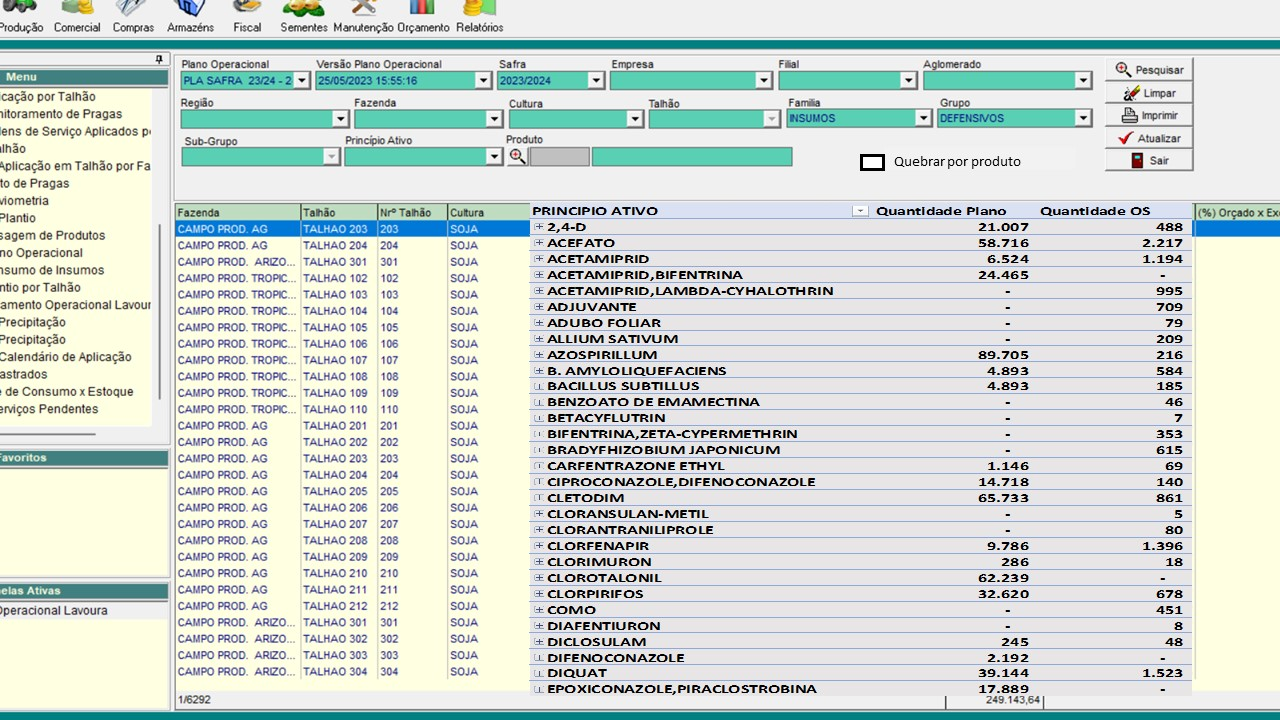 Produção Comercial Compras Armazéns Fiscal Sementes Manutenção Orçamento Relatórios
Menu
icação por Talhão
nitoramento de Pragas
dens de Serviço Aplicados p
alhão
Aplicação em Talhão por Fa
to de Pragas
viometria
Plantio
sagem de Produtos
no Operacional
nsumo de Insumos
ntio por Talhão
amento Operacional Lavour
Precipitação
Precipitação
Calendário de Aplicação
astrados
e de Consumo x Estoque
erviços Pendentes
Favoritos
elas Ativas
Operacional Lavoura
Plano Operacional Versão Plano Operacional Safra Empresa Filial Aglomerado
PLA SAFRA 23/24 - 2 25/05/2023 15:55:16 2023/2024
Região Fazenda Cultura Talhão Familia Grupo
INSUMOS DEFENSIVOS
Sub-Grupo Princípio Ativo Produto
Quebrar por produto
Pesquisar
Limpar
Imprimir
Atualizar
Sair
Fazenda Talhão Nrº Talhão Cultura PRINCIPIO ATIVO Quantidade Plano Quantidade OS (%) Orçado x Exe
CAMPO PROD. AG TALHAO 203 203 SOJA
CAMPO PROD. AG TALHAO 204 204 SOJA
CAMPO PROD. ARIZO... TALHAO 301 301 SOJA
CAMPO PROD. TROPIC... TALHAO 102 102 SOJA
CAMPO PROD. TROPIC... TALHAO 103 103 SOJA
CAMPO PROD. TROPIC... TALHAO 104 104 SOJA
CAMPO PROD. TROPIC... TALHAO 105 105 SOJA
CAMPO PROD. TROPIC... TALHAO 106 106 SOJA
CAMPO PROD. TROPIC... TALHAO 107 107 SOJA
CAMPO PROD. TROPIC... TALHAO 108 108 SOJA
CAMPO PROD. TROPIC... TALHAO 109 109 SOJA
CAMPO PROD. TROPIC... TALHAO 110 110 SOJA
CAMPO PROD. AG TALHAO 201 201 SOJA
CAMPO PROD. AG TALHAO 202 202 SOJA
CAMPO PROD. AG TALHAO 203 203 SOJA
CAMPO PROD. AG TALHAO 204 204 SOJA
CAMPO PROD. AG TALHAO 205 205 SOJA
CAMPO PROD. AG TALHAO 206 206 SOJA
CAMPO PROD. AG TALHAO 207 207 SOJA
CAMPO PROD. AG TALHAO 208 208 SOJA
CAMPO PROD. AG TALHAO 209 209 SOJA
CAMPO PROD. AG TALHAO 210 210 SOJA
CAMPO PROD. AG TALHAO 211 211 SOJA
CAMPO PROD. AG TALHAO 212 212 SOJA
CAMPO PROD. ARIZO... TALHAO 301 301 SOJA
CAMPO PROD. ARIZO... TALHAO 302 302 SOJA
CAMPO PROD. ARIZO... TALHAO 303 303 SOJA
CAMPO PROD. ARIZO... TALHAO 304 304 SOJA
2,4-D 21.007 488
ACEFATO 58.716 2.217
ACETAMIPRID 6.524 1.194
ACETAMIPRID,BIFENTRINA 24.465 -
ACETAMIPRID,LAMBDA-CYHALOTHRIN - 995
ADJUVANTE - 709
ADUBO FOLIAR - 79
ALLIUM SATIVUM - 209
AZOSPIRILLUM 89.705 216
B. AMYLOLIQUEFACIENS 4.893 584
BACILLUS SUBTILLUS 4.893 185
BENZOATO DE EMAMECTINA - 46
BETACYFLUTRIN - 7
BIFENTRINA,ZETA-CYPERMETHRIN - 353
BRADYFHIZOBIUM JAPONICUM - 615
CARFENTRAZONE ETHYL 1.146 69
CIPROCONAZOLE,DIFENOCONAZOLE 14.718 140
CLETODIM 65.733 861
CLORANSULAN-METIL - 5
CLORANTRANILIPROLE - 80
CLORFENAPIR 9.786 1.396
CLORIMURON 286 18
CLOROTALONIL 62.239 -
CLORPIRIFOS 32.620 678
COMO - 451
DIAFENTIURON - 8
DICLOSULAM 245 48
DIFENOCONAZOLE 2.192 -
DIQUAT 39.144 1.523
EPOXICONAZOLE,PIRACLOSTROBINA 17.889 -
1/6292 249.143,64